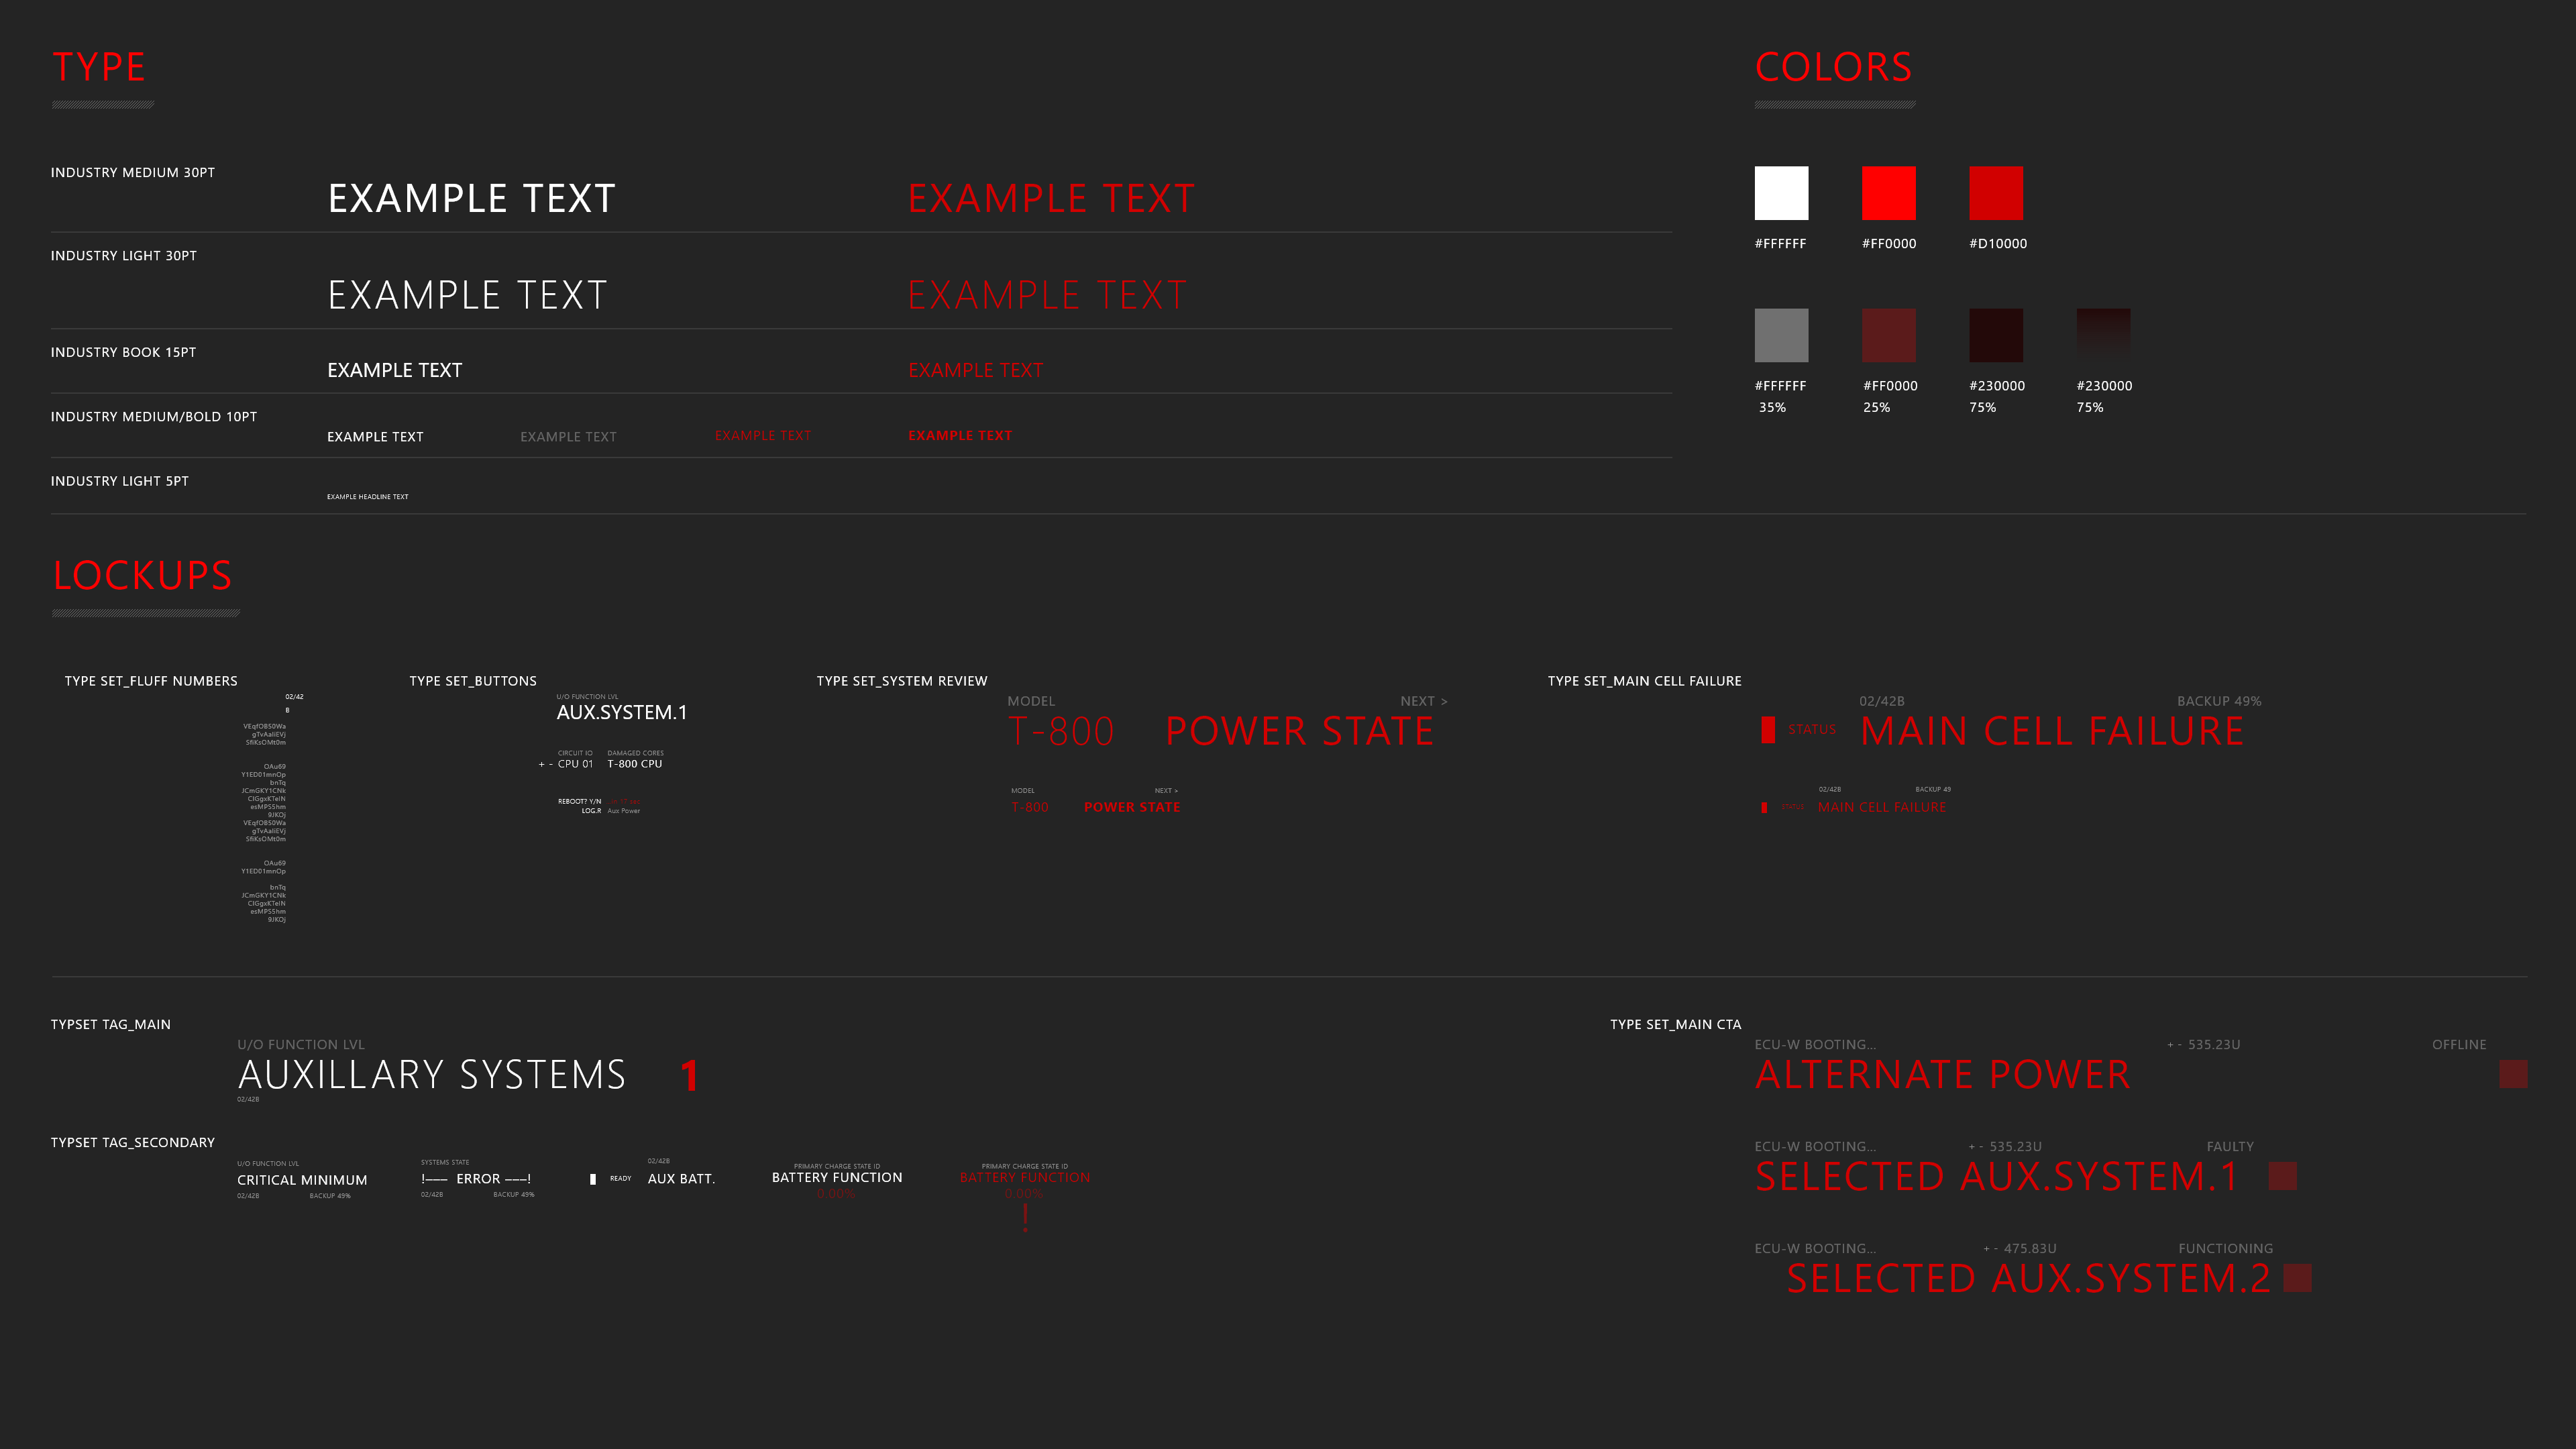 TYPE
INDUSTRY MEDIUM 30PT
EXAMPLE TEXT EXAMPLE TEXT
INDUSTRY LIGHT 30PT
EXAMPLE TEXT EXAMPLE TEXT
INDUSTRY BOOK 15PT
EXAMPLE TEXT EXAMPLE TEXT
INDUSTRY MEDIUM/BOLD 10PT
EXAMPLE TEXT EXAMPLE TEXT EXAMPLE TEXT EXAMPLE TEXT
INDUSTRY LIGHT 5PT
EXAMPLE HEADLINE TEXT
COLORS
#FFFFFF #FF0000 #D10000
#FFFFFF #FF0000 #230000 #230000
35% 25% 75% 75%
LOCKUPS
TYPE SET_FLUFF NUMBERS
02/42
B
VEqfOBS0Wa
gTvAaliEVj
SfiKsOMt0m
OAu69
Y1ED01mnOp
bnTq
JCmGKY1CNk
CIGgxKTeIN
esMPS5hm
9JKOj
VEqfOBS0Wa
gTvAaliEVj
SfiKsOMt0m
OAu69
Y1ED01mnOp
bnTq
JCmGKY1CNk
CIGgxKTeIN
esMPS5hm
9JKOj
TYPE SET_BUTTONS
U/O FUNCTION LVL
AUX.SYSTEM.1
CIRCUIT IO DAMAGED CORES
+ - CPU 01 T-800 CPU
REBOOT? Y/N
LOG.R Aux Power
TYPE SET_SYSTEM REVIEW
MODEL NEXT >
T-800 POWER STATE
MODEL NEXT >
T-800 POWER STATE
TYPE SET_MAIN CELL FAILURE
02/42B BACKUP 49%
STATUS MAIN CELL FAILURE
02/42B BACKUP 49
STATUS MAIN CELL FAILURE
TYPSET TAG_MAIN
U/O FUNCTION LVL
AUXILLARY SYSTEMS 1
02/42B
TYPSET TAG_SECONDARY
U/O FUNCTION LVL
CRITICAL MINIMUM
02/42B BACKUP 49%
SYSTEMS STATE
!––– ERROR –––!
02/42B BACKUP 49%
02/42B
READY AUX BATT.
PRIMARY CHARGE STATE ID
BATTERY FUNCTION
0.00%
PRIMARY CHARGE STATE ID
BATTERY FUNCTION
0.00%
!
TYPE SET_MAIN CTA
ECU-W BOOTING... + - 535.23U OFFLINE
ALTERNATE POWER
ECU-W BOOTING... + - 535.23U FAULTY
SELECTED AUX.SYSTEM.1
ECU-W BOOTING... + - 475.83U FUNCTIONING
SELECTED AUX.SYSTEM.2